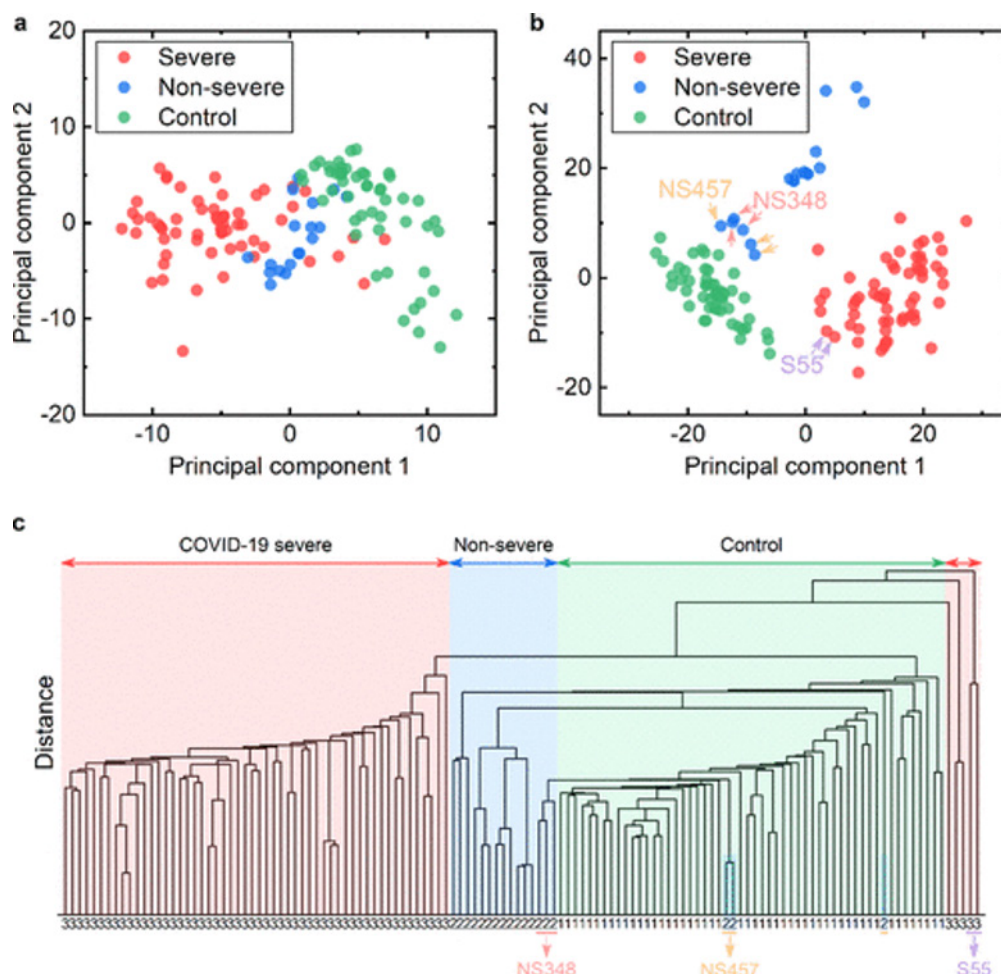 a
20
Severe
Non-severe
Control
10
0
-10
-20
-10 0 10
Principal component 1
Principal component 2
b
40
Severe
Non-severe
Control
20
NS457
NS348
0
S55
-20
-20 0 20
Principal component 1
Principal component 2
c
COVID-19 severe Non-severe Control
Distance
NS348 NS457 S55